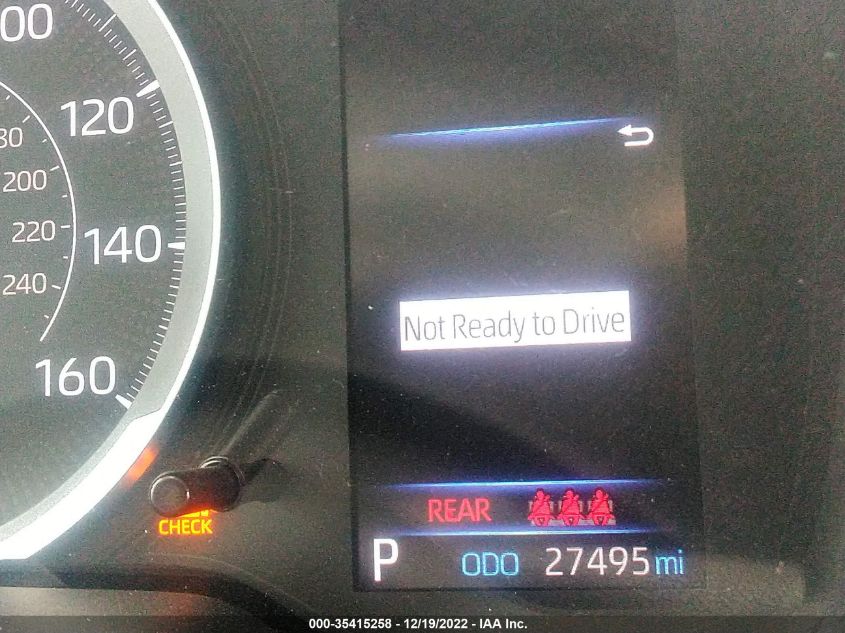 120
80
200
220
140
240
160
Not Ready to Drive
REAR
CHECK
P ODO 27495 mi
000-35415258 - 12/19/2022 - IAA Inc.